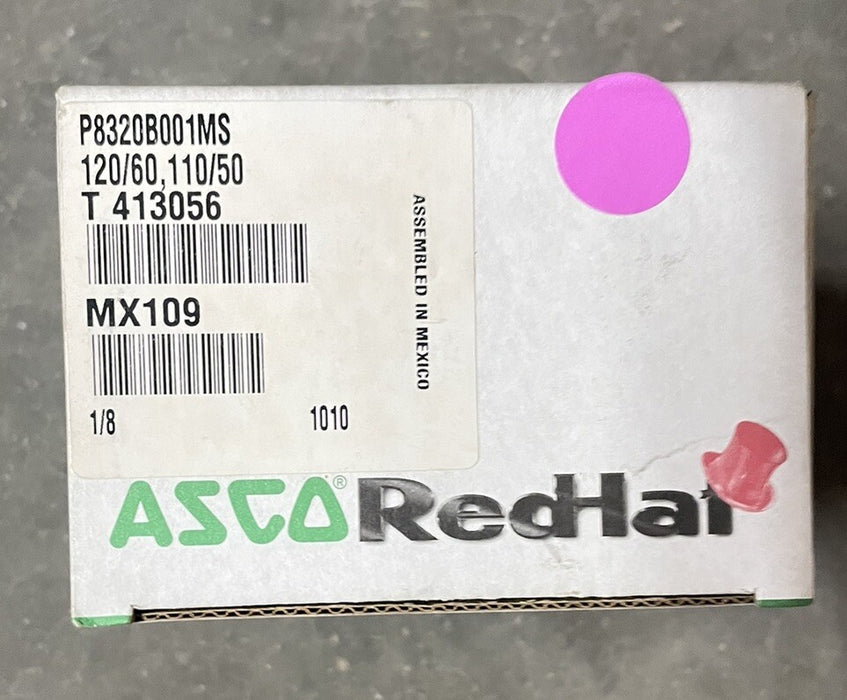 P8320B001MS
120/60,110/50
T 413056
MX109
1/8 1010
ASSEMBLED IN MEXICO
ASCO® RedHat